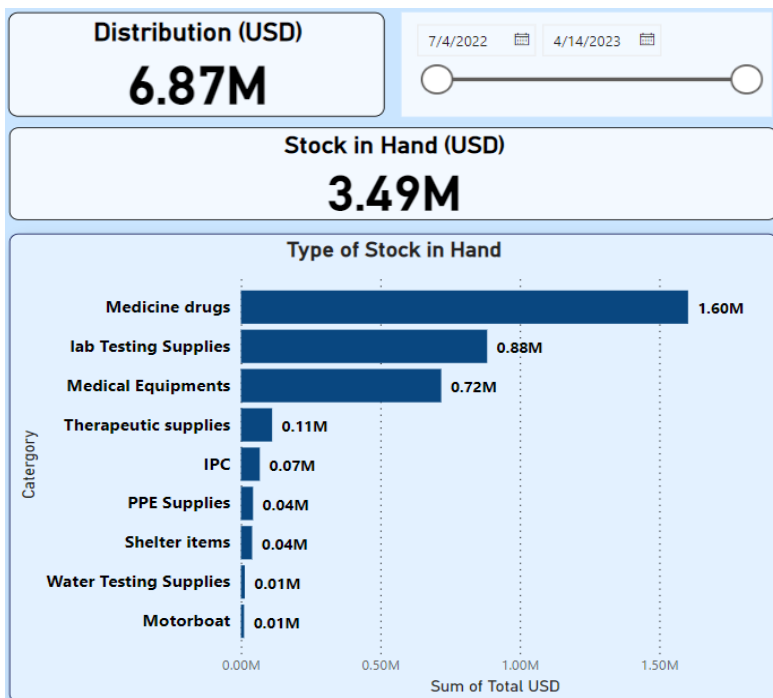 Distribution (USD)
6.87M
7/4/2022 4/14/2023
Stock in Hand (USD)
3.49M
Type of Stock in Hand
Catergory
Medicine drugs 1.60M
lab Testing Supplies 0.88M
Medical Equipments 0.72M
Therapeutic supplies 0.11M
IPC 0.07M
PPE Supplies 0.04M
Shelter items 0.04M
Water Testing Supplies 0.01M
Motorboat 0.01M
0.00M 0.50M 1.00M 1.50M
Sum of Total USD